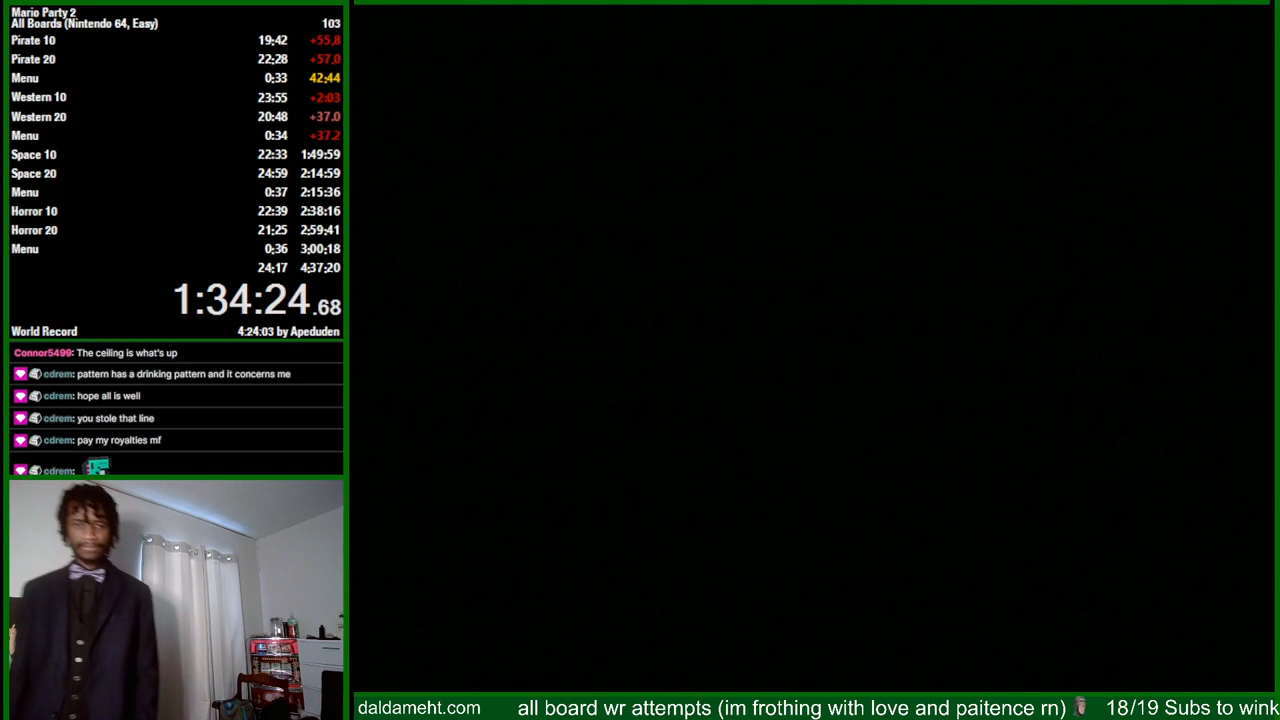 Mario Party 2
All Boards (Nintendo 64, Easy) 103
Pirate 10 19:42 +55.8
Pirate 20 22:28 +57.0
Menu 0:33 42:44
Western 10 23:55 +2:03
Western 20 20:48 +37.0
Menu 0:34 +37.2
Space 10 22:33 1:49:59
Space 20 24:59 2:14:59
Menu 0:37 2:15:36
Horror 10 22:39 2:38:16
Horror 20 21:25 2:59:41
Menu 0:36 3:00:18
24:17 4:37:20
1:34:24.68
World Record 4:24:03 by Apeduden
Connor5499: The ceiling is what's up
cdrem: pattern has a drinking pattern and it concerns me
cdrem: hope all is well
cdrem: you stole that line
cdrem: pay my royalties mf
cdrem:
daldameht.com all board wr attempts (im frothing with love and paitence rn) 18/19 Subs to wink